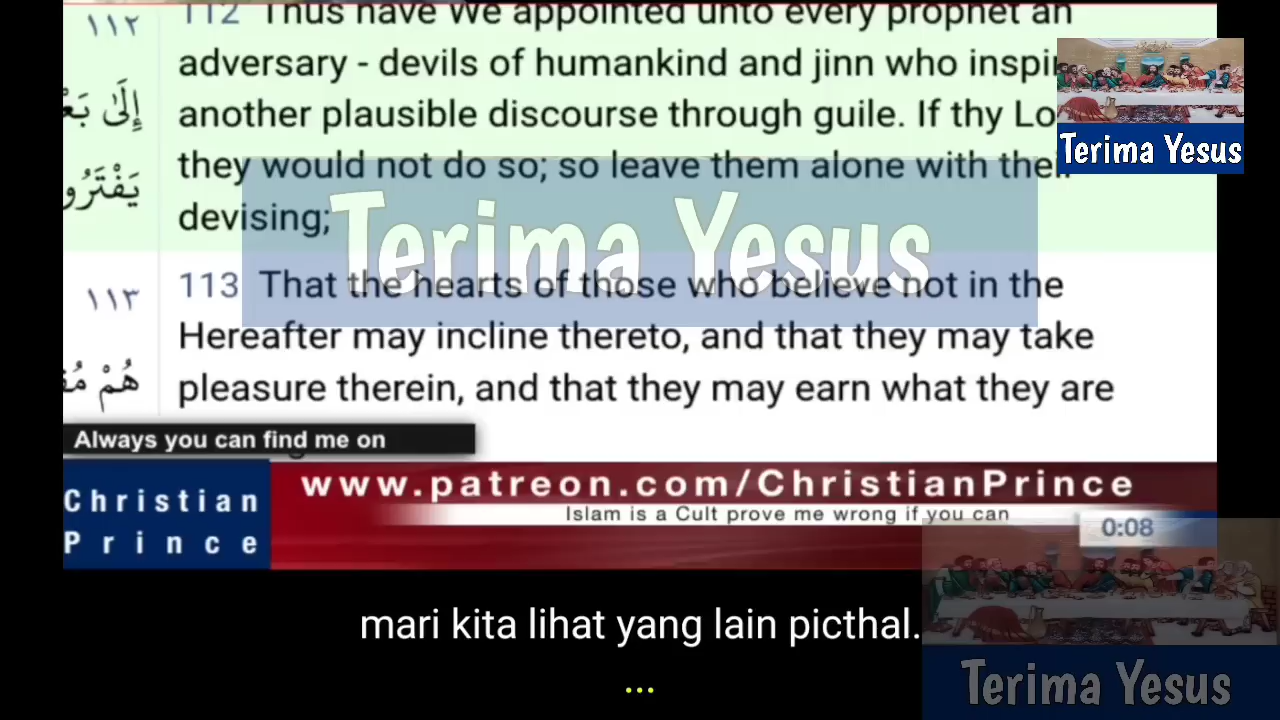 ١١٢
112 Thus have We appointed unto every prophet an
adversary - devils of humankind and jinn who
another plausible discourse through guile. If thy
they would not do so; so leave them alone with
devising;
إِلَىٰ
Terima Yesus
Terima Yesus
١١٣
113 That the hearts of those who believe not in the
Hereafter may incline thereto, and that they may take
pleasure therein, and that they may earn what they are
هُمْ
Always you can find me on
Christian
Prince
www.patreon.com/ChristianPrince
Islam is a Cult prove me wrong if you can
0:08
mari kita lihat yang lain picthal.
...
Terima Yesus